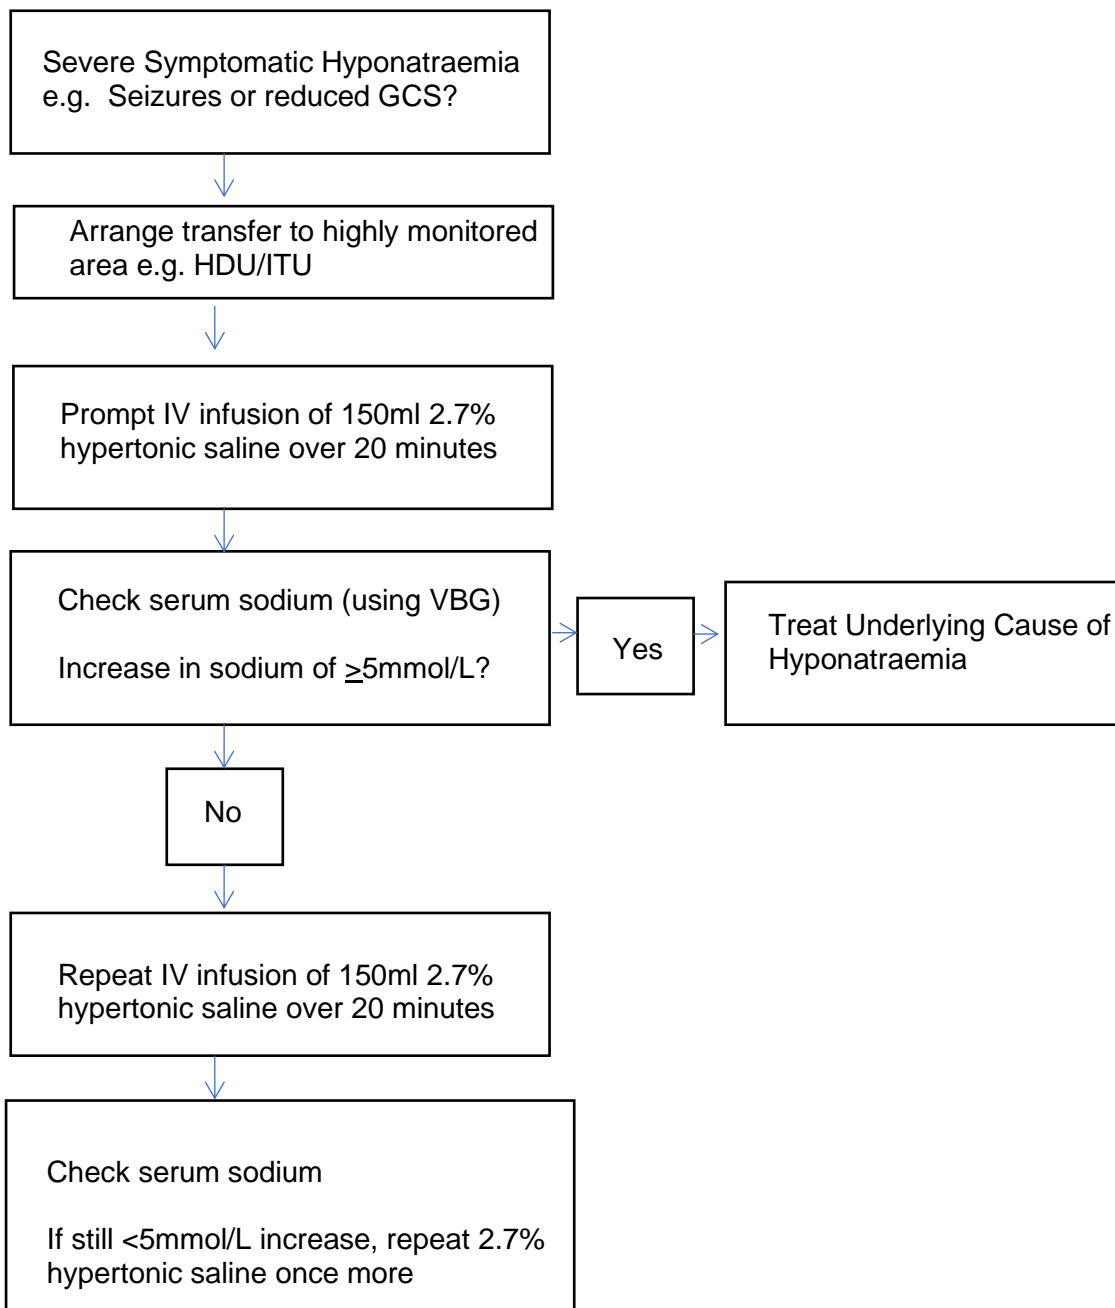 Severe Symptomatic Hyponatraemia
e.g.  Seizures or reduced GCS?
Arrange transfer to highly monitored
area e.g. HDU/ITU
Prompt IV infusion of 150ml 2.7%
hypertonic saline over 20 minutes
Check serum sodium (using VBG)
Increase in sodium of ≥5mmol/L?
Yes
Treat Underlying Cause of
Hyponatraemia
No
Repeat IV infusion of 150ml 2.7%
hypertonic saline over 20 minutes
Check serum sodium
If still <5mmol/L increase, repeat 2.7%
hypertonic saline once more